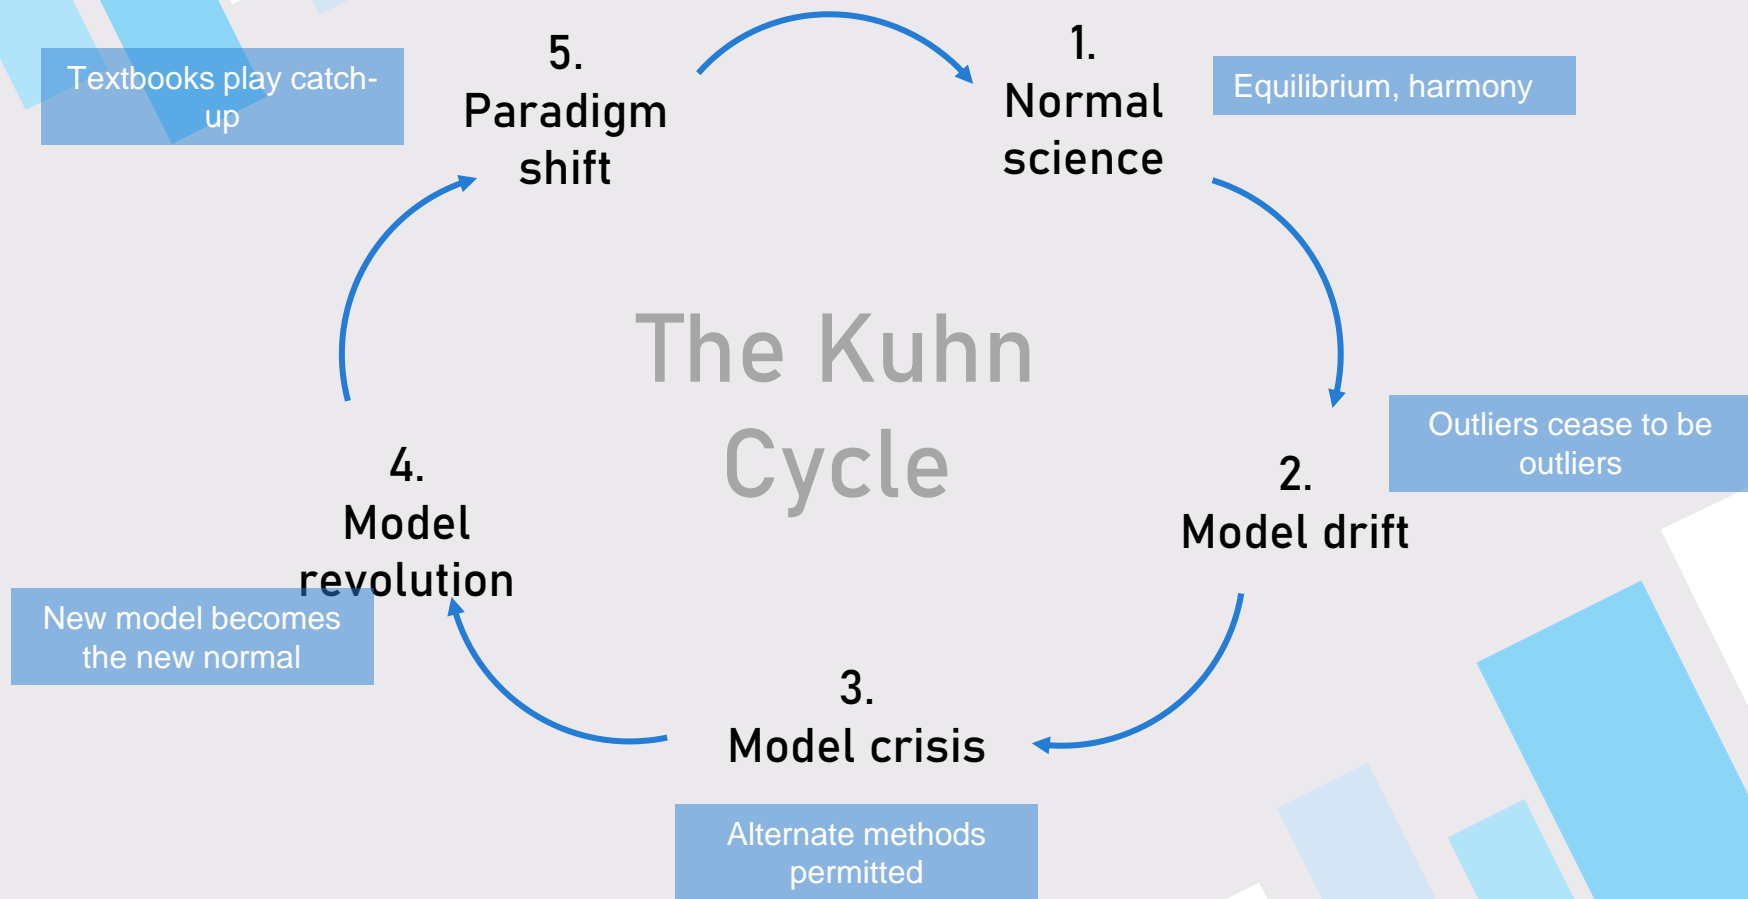 5.
Paradigm
shift
Textbooks play catch-
up
1.
Normal
science
Equilibrium, harmony
The Kuhn
Cycle
2.
Model drift
Outliers cease to be
outliers
3.
Model crisis
Alternate methods
permitted
4.
Model
revolution
New model becomes
the new normal